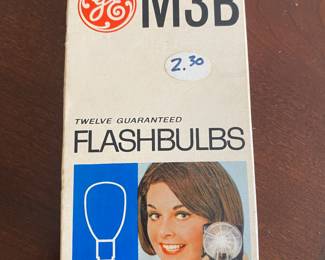 GE M3B
2.30
TWELVE GUARANTEED
FLASHBULBS